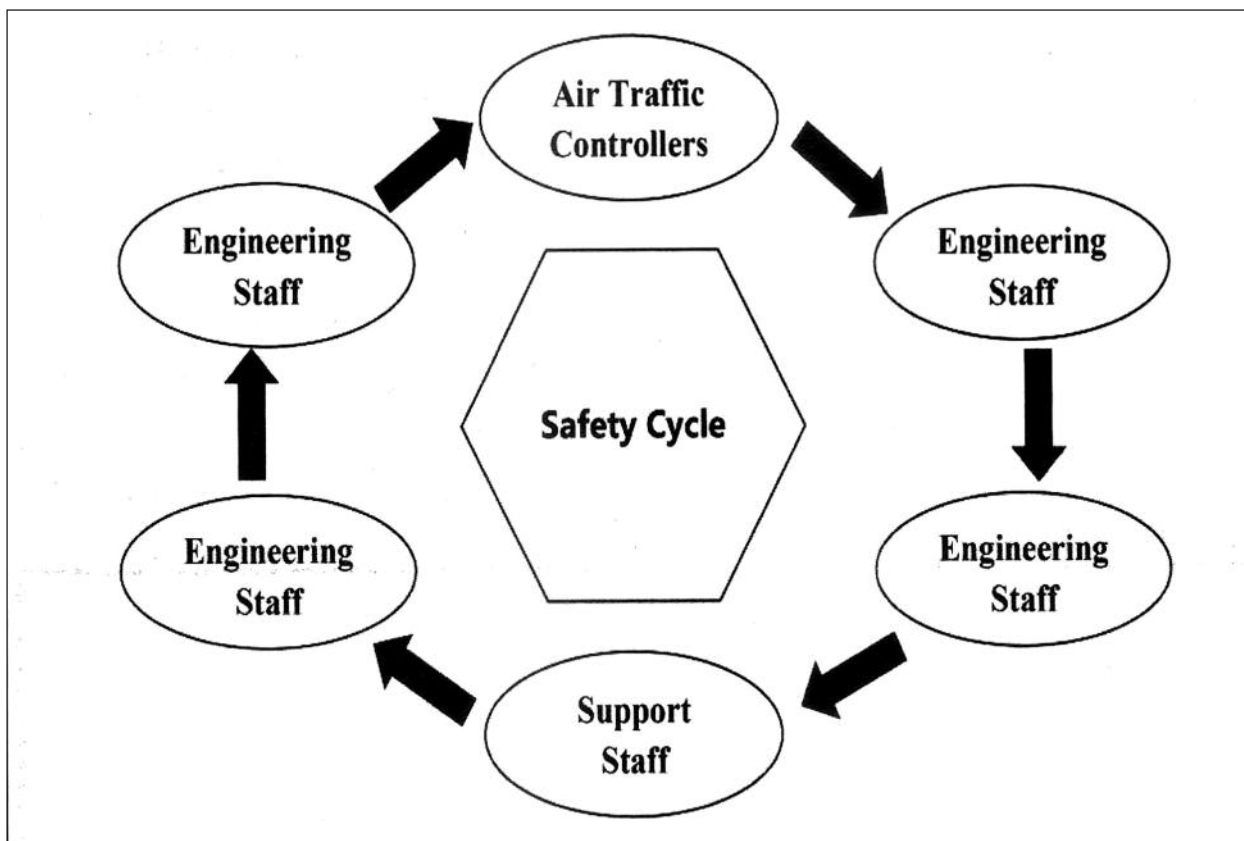 Air Traffic
Controllers
Engineering
Staff
Engineering
Staff
Safety Cycle
Engineering
Staff
Engineering
Staff
Support
Staff